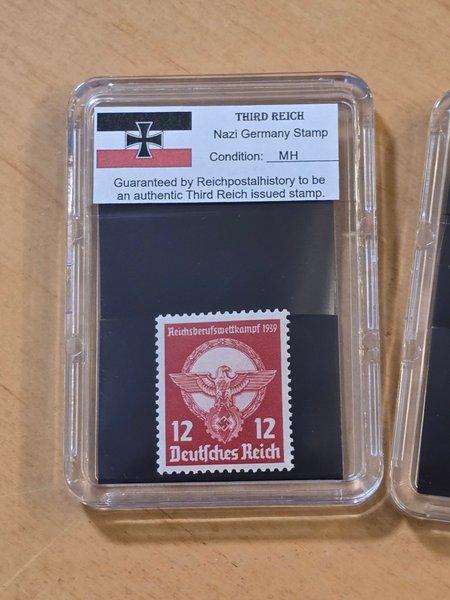 THIRD REICH
Nazi Germany Stamp
Condition: MH
Guaranteed by Reichpostalhistory to be
an authentic Third Reich issued stamp.
Reichsberufswettkampf 1939
12 12
Deutsches Reich